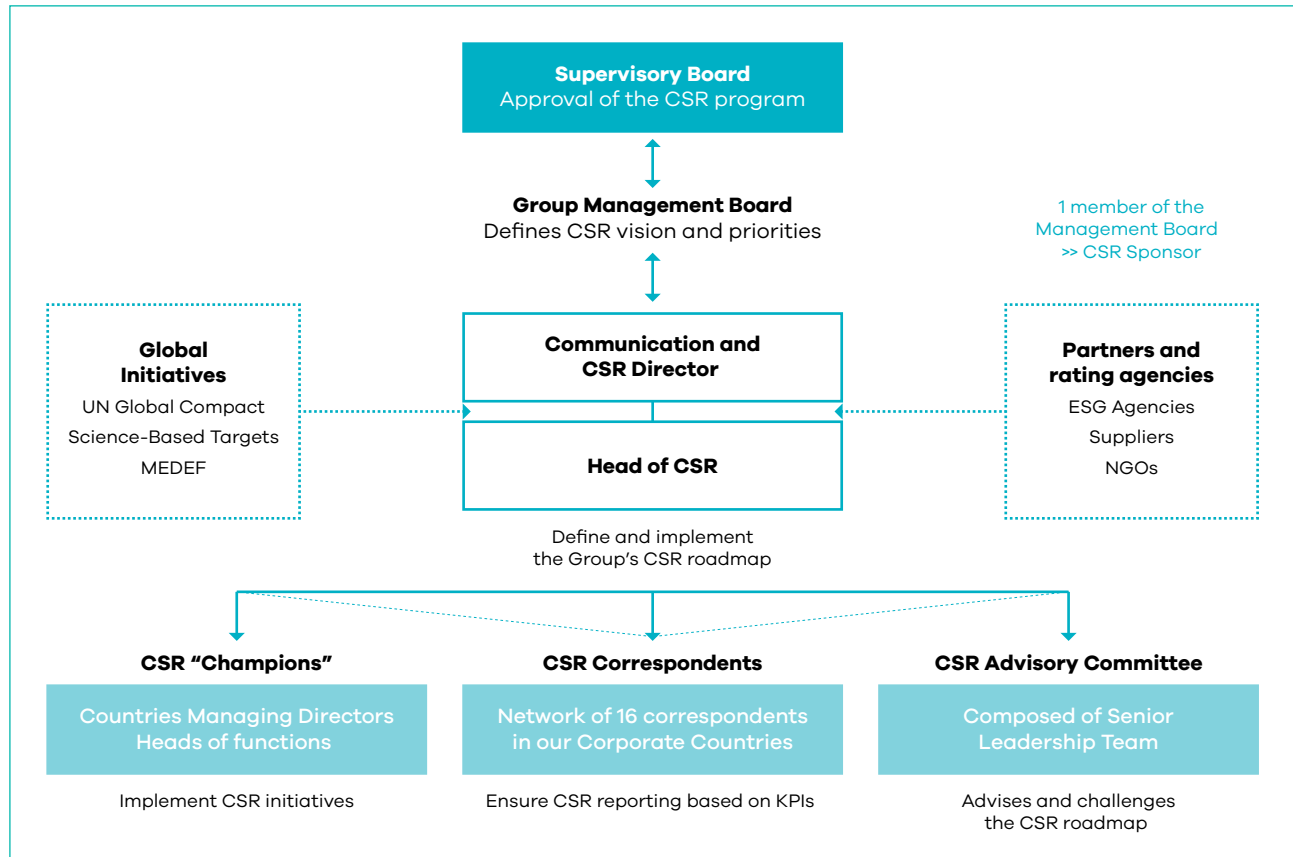 Supervisory Board
Approval of the CSR program
Group Management Board
Defines CSR vision and priorities
1 member of the
Management Board
>> CSR Sponsor
Global
Initiatives
UN Global Compact
Science-Based Targets
MEDEF
Communication and
CSR Director
Head of CSR
Partners and
rating agencies
ESG Agencies
Suppliers
NGOs
Define and implement
the Group’s CSR roadmap
CSR “Champions”
Countries Managing Directors
Heads of functions
Implement CSR initiatives
CSR Correspondents
Network of 16 correspondents
in our Corporate Countries
Ensure CSR reporting based on KPIs
CSR Advisory Committee
Composed of Senior
Leadership Team
Advises and challenges
the CSR roadmap